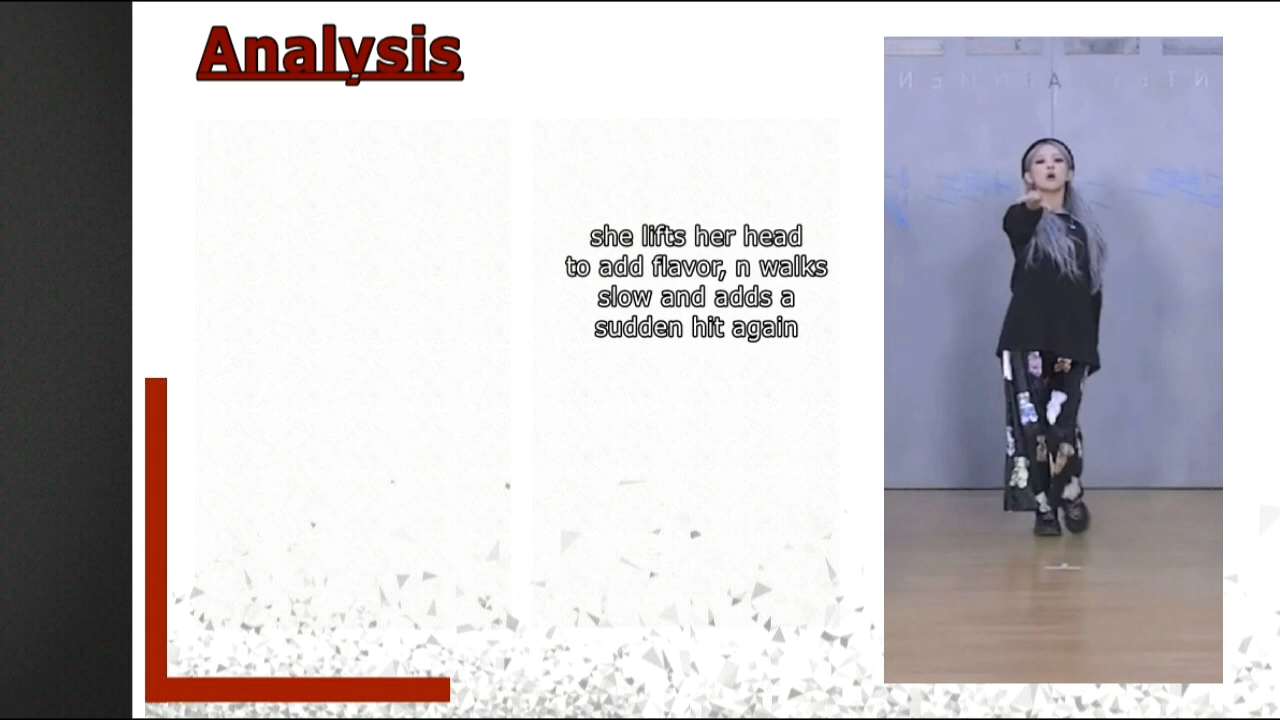 Analysis
she lifts her head
to add flavor, n walks
slow and adds a
sudden hit again